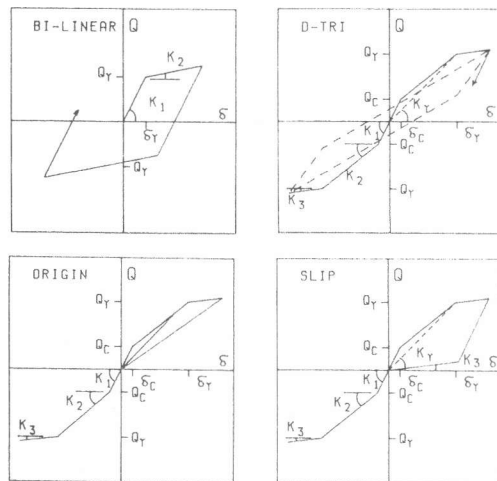 BI-LINEAR Q
K2
QY
K1
δ
δY
QY
D-TRI Q
QY
QC
KY
K1
δ
δC δY
QC
K2
QY
K3
ORIGIN Q
QY
QC
δ
K1
δC δY
QC
K2
K3
QY
SLIP Q
QY
QC
KY
δ
K3
K1
δC δY
QC
K2
K3
QY